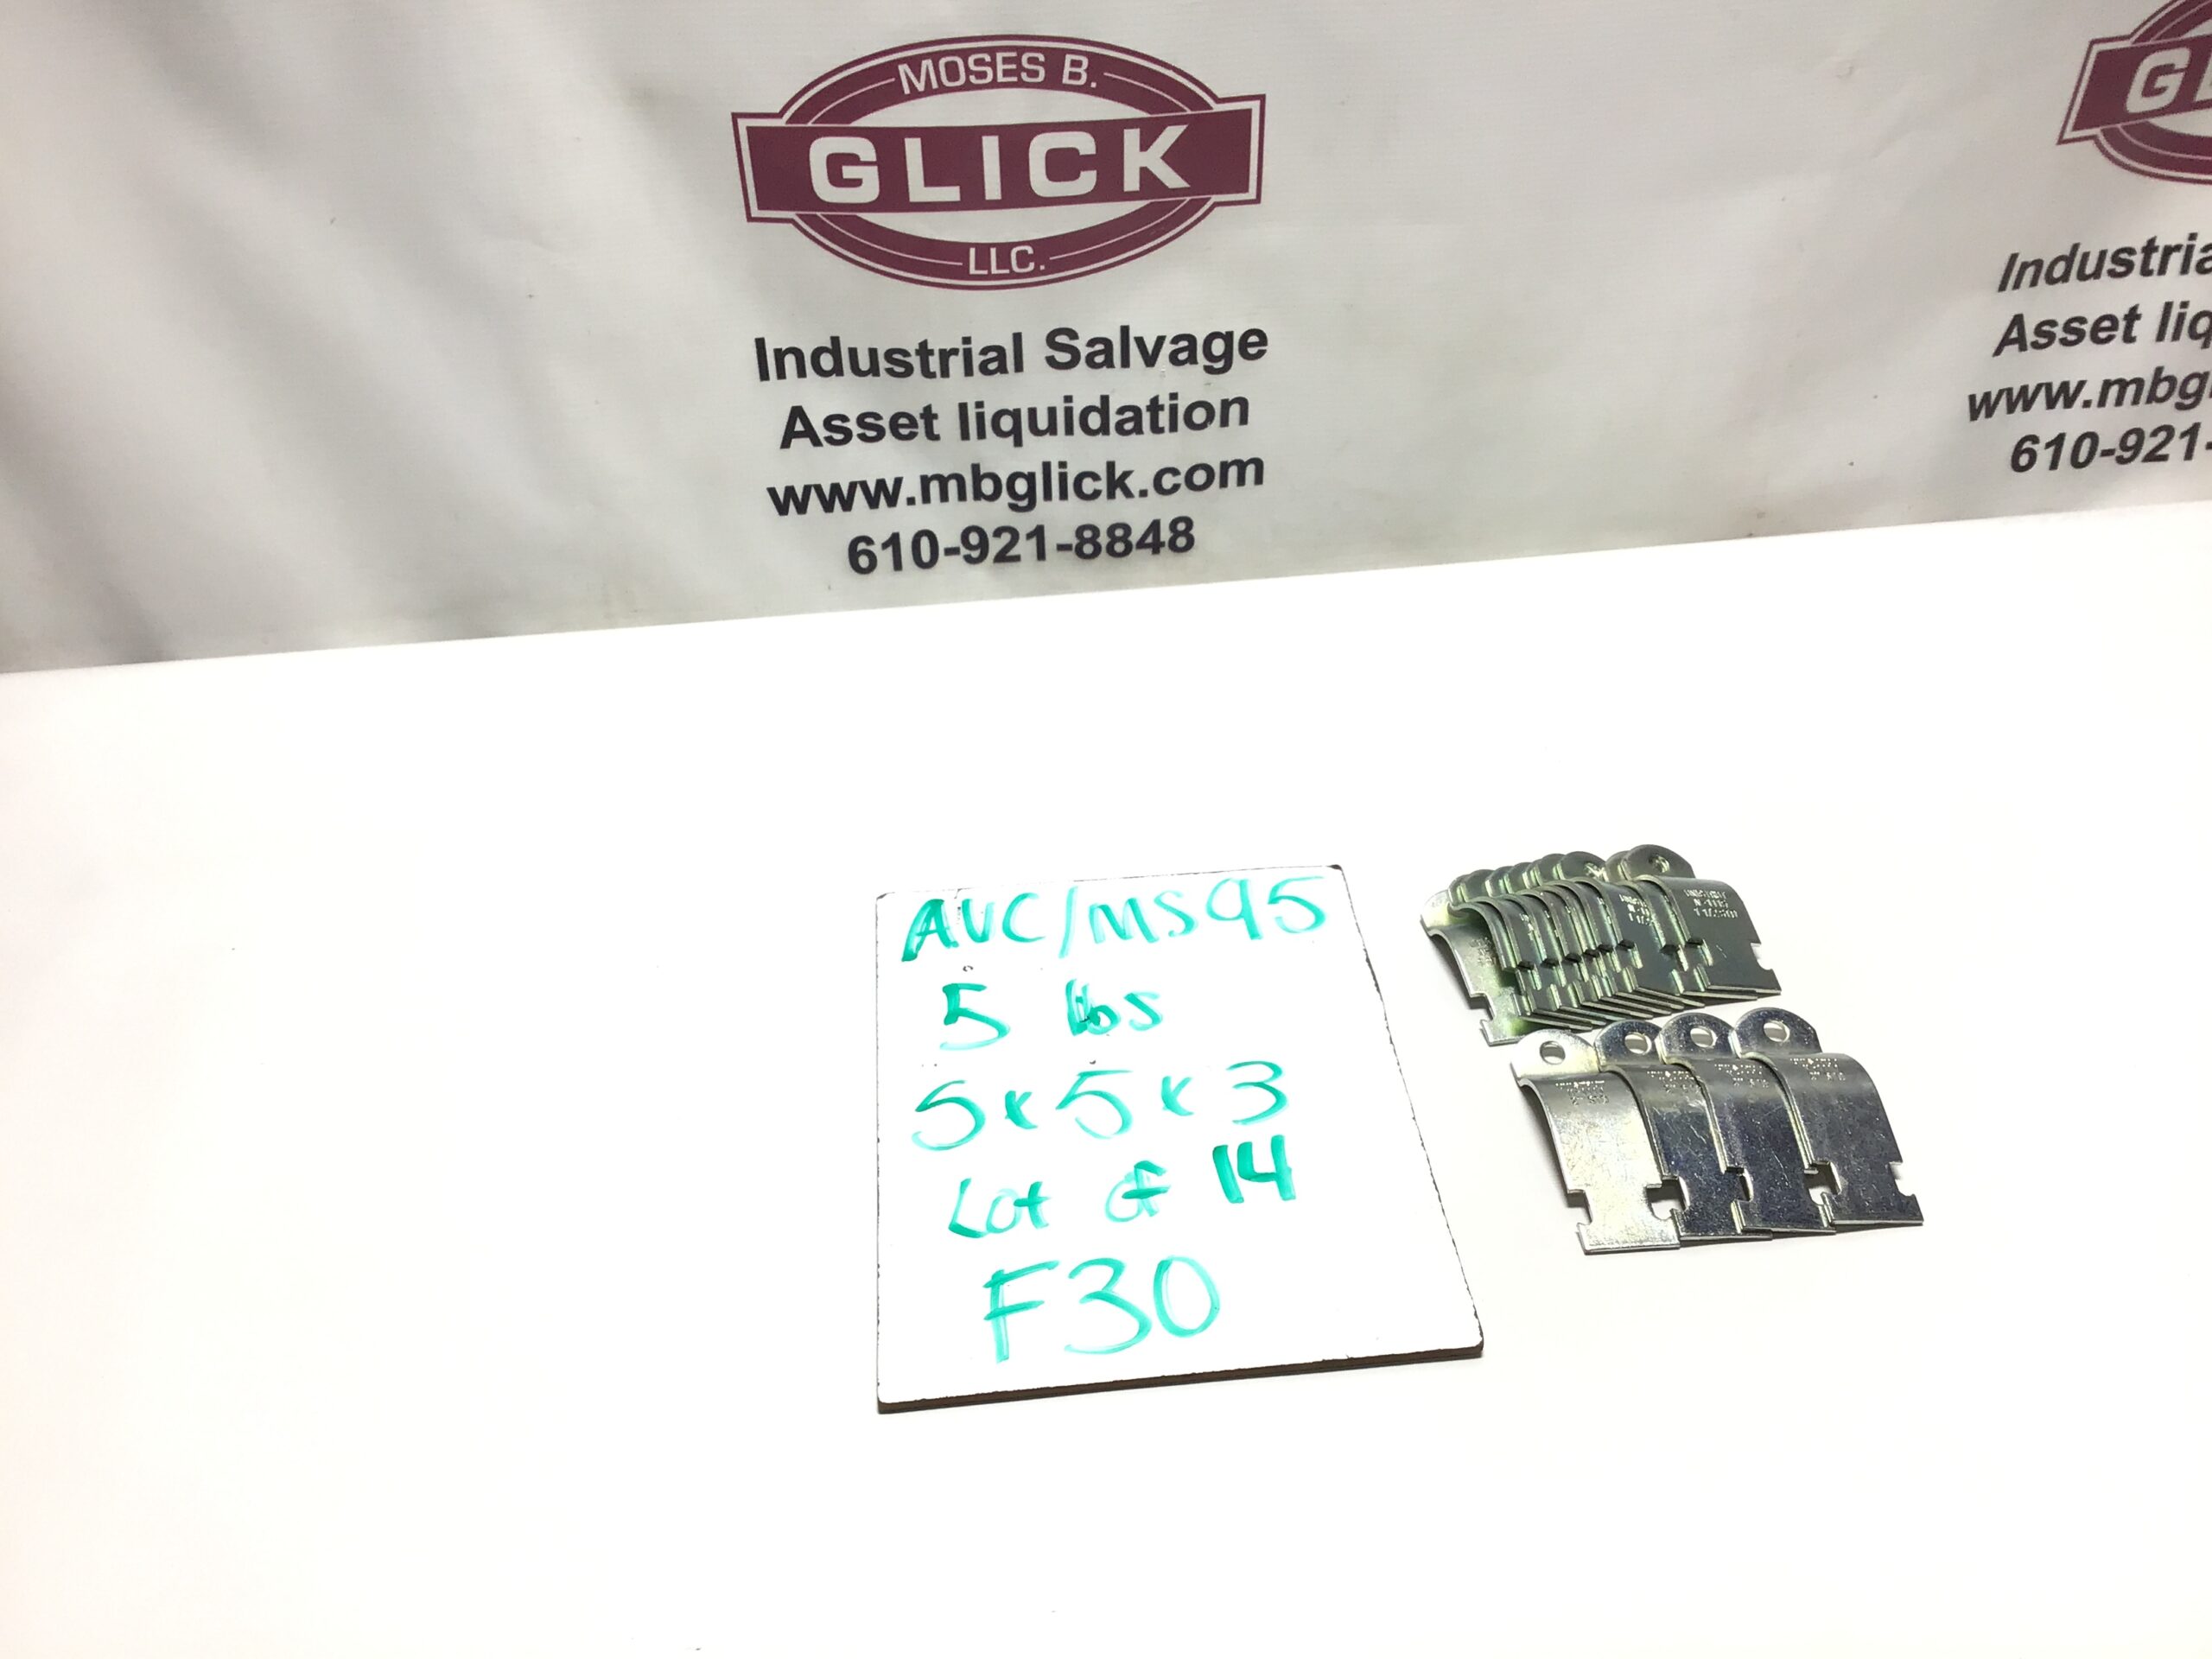 MOSES B.
GLICK
LLC.
Industrial Salvage
Asset liquidation
www.mbglick.com
610-921-8848
GL
Industria
Asset liq
www.mbg
610-921-
AVC/MS95
5 lbs
5x5x3
Lot of 14
F30